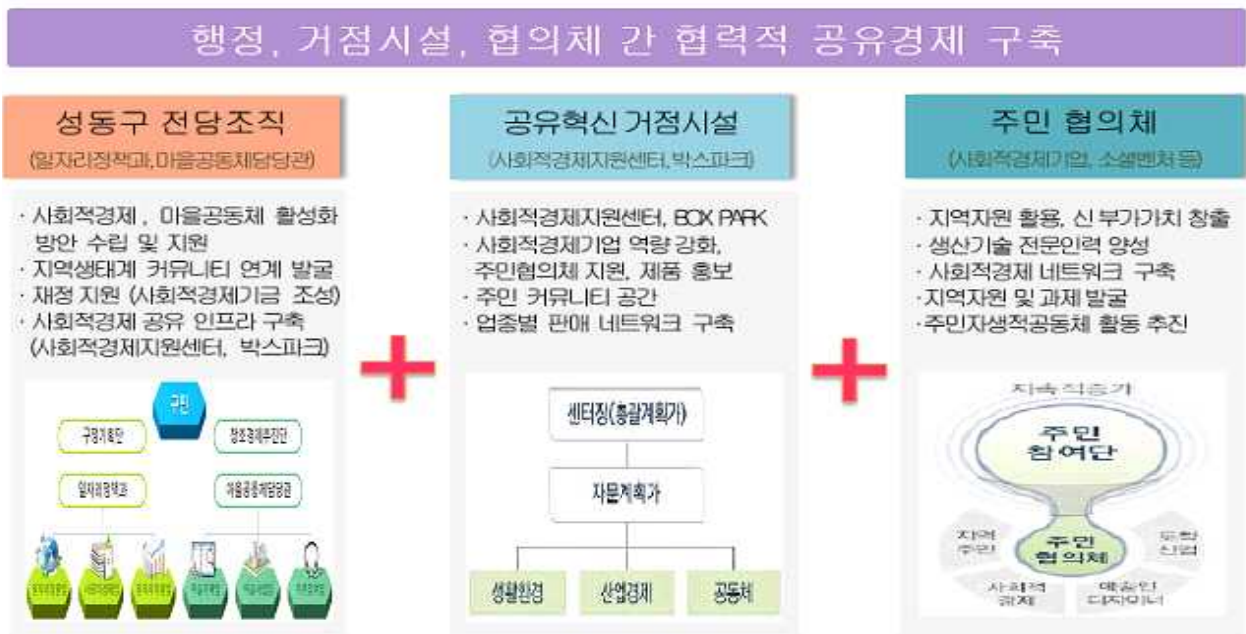 행정, 거점시설, 협의체 간 협력적 공유경제 구축
성동구 전담조직
(일자리정책과,마을공동체담당관)
· 사회적경제, 마을공동체 활성화
방안 수립 및 지원
· 지역생태계 커뮤니티 연계 발굴
· 재정 지원 (사회적경제기금 조성)
· 사회적경제 공유 인프라 구축
(사회적경제지원센터, 박스파크)
구민
구정기획단
창조경제추진단
일자리정책과
마을공동체담당관
공유혁신 거점시설
(사회적경제지원센터,박스파크)
· 사회적경제지원센터, BOX PARK
· 사회적경제기업 역량 강화,
주민협의체 지원, 제품 홍보
· 주민 커뮤니티 공간
· 업종별 판매 네트워크 구축
센터장(총괄계획가)
자문계획가
생활환경
산업경제
공동체
주민 협의체
(사회적경제기업, 소셜벤처 등)
· 지역자원 활용, 신 부가가치 창출
· 생산기술 전문인력 양성
· 사회적경제 네트워크 구축
·지역자원 및 과제 발굴
·주민자생적공동체 활동 추진
지속적증가
주민
참여단
주민
협의체
지역
주민
사회적
경제
예술인
디자이너
산업